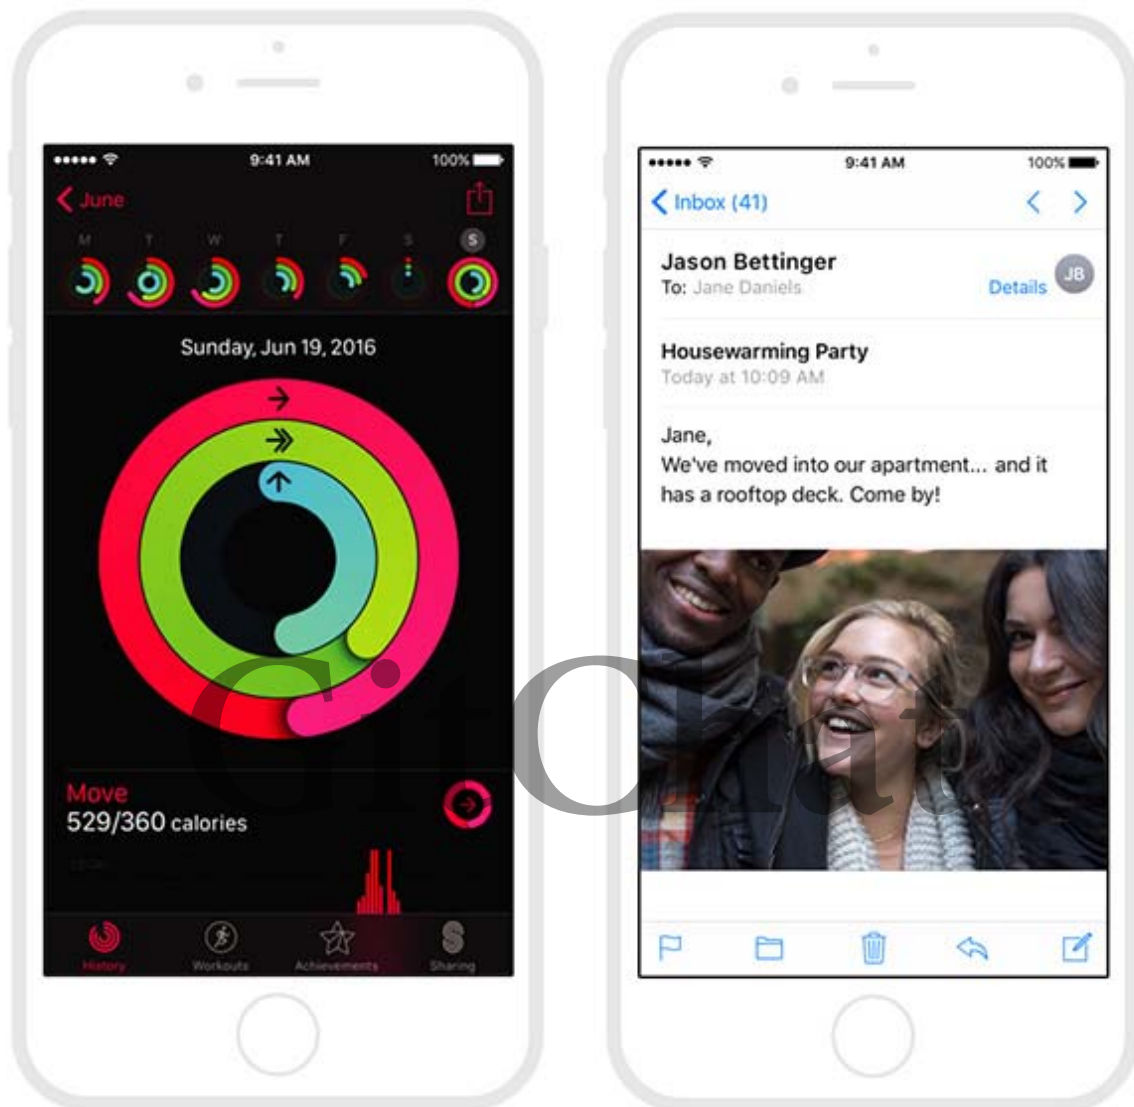 9:41 AM
100%
June
M T W T F S S
Sunday, Jun 19, 2016
Move
529/360 calories
History
Workouts
Achievements
Sharing
9:41 AM
100%
Inbox (41)
Jason Bettinger
To: Jane Daniels
Details
JB
Housewarming Party
Today at 10:09 AM
Jane,
We've moved into our apartment... and it
has a rooftop deck. Come by!
GitChat